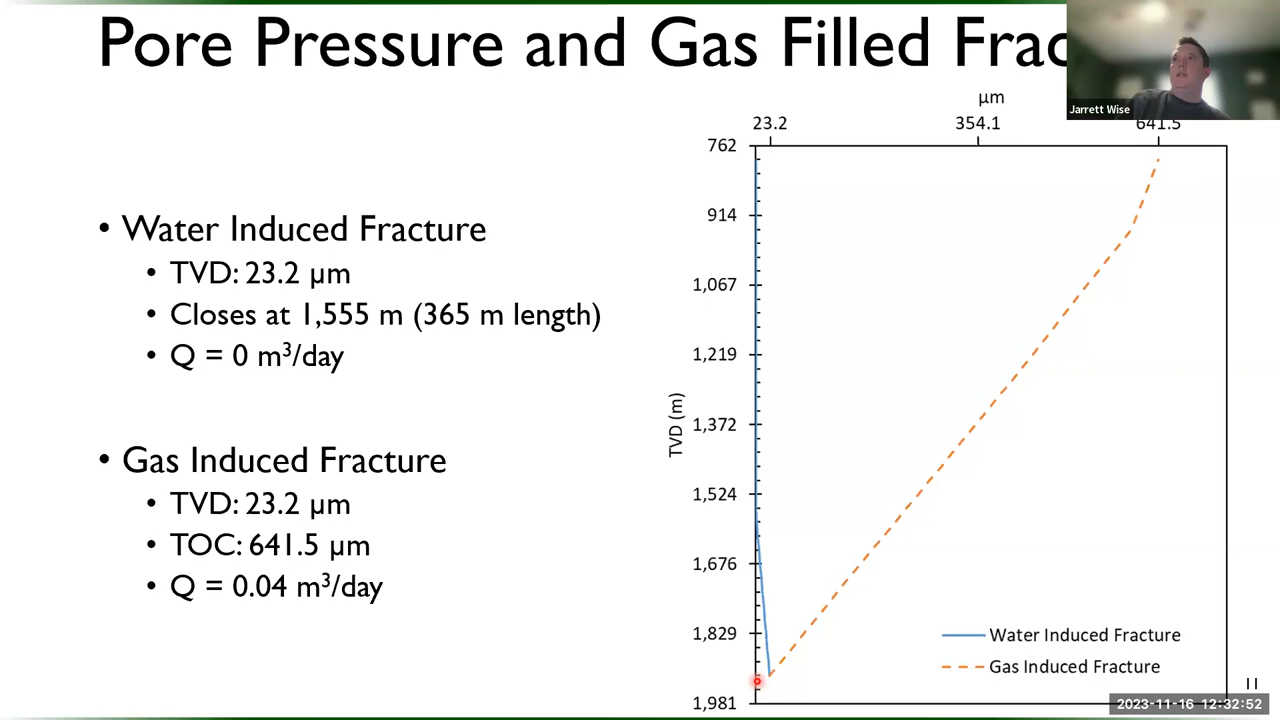 Pore Pressure and Gas Filled Frac
Jarrett Wise
• Water Induced Fracture
• TVD: 23.2 µm
• Closes at 1,555 m (365 m length)
• Q = 0 m³/day
• Gas Induced Fracture
• TVD: 23.2 µm
• TOC: 641.5 µm
• Q = 0.04 m³/day
µm
23.2 354.1 641.5
762
914
1,067
1,219
1,372
1,524
1,676
1,829
1,981
TVD (m)
Water Induced Fracture
Gas Induced Fracture
2023-11-16 12:32:52